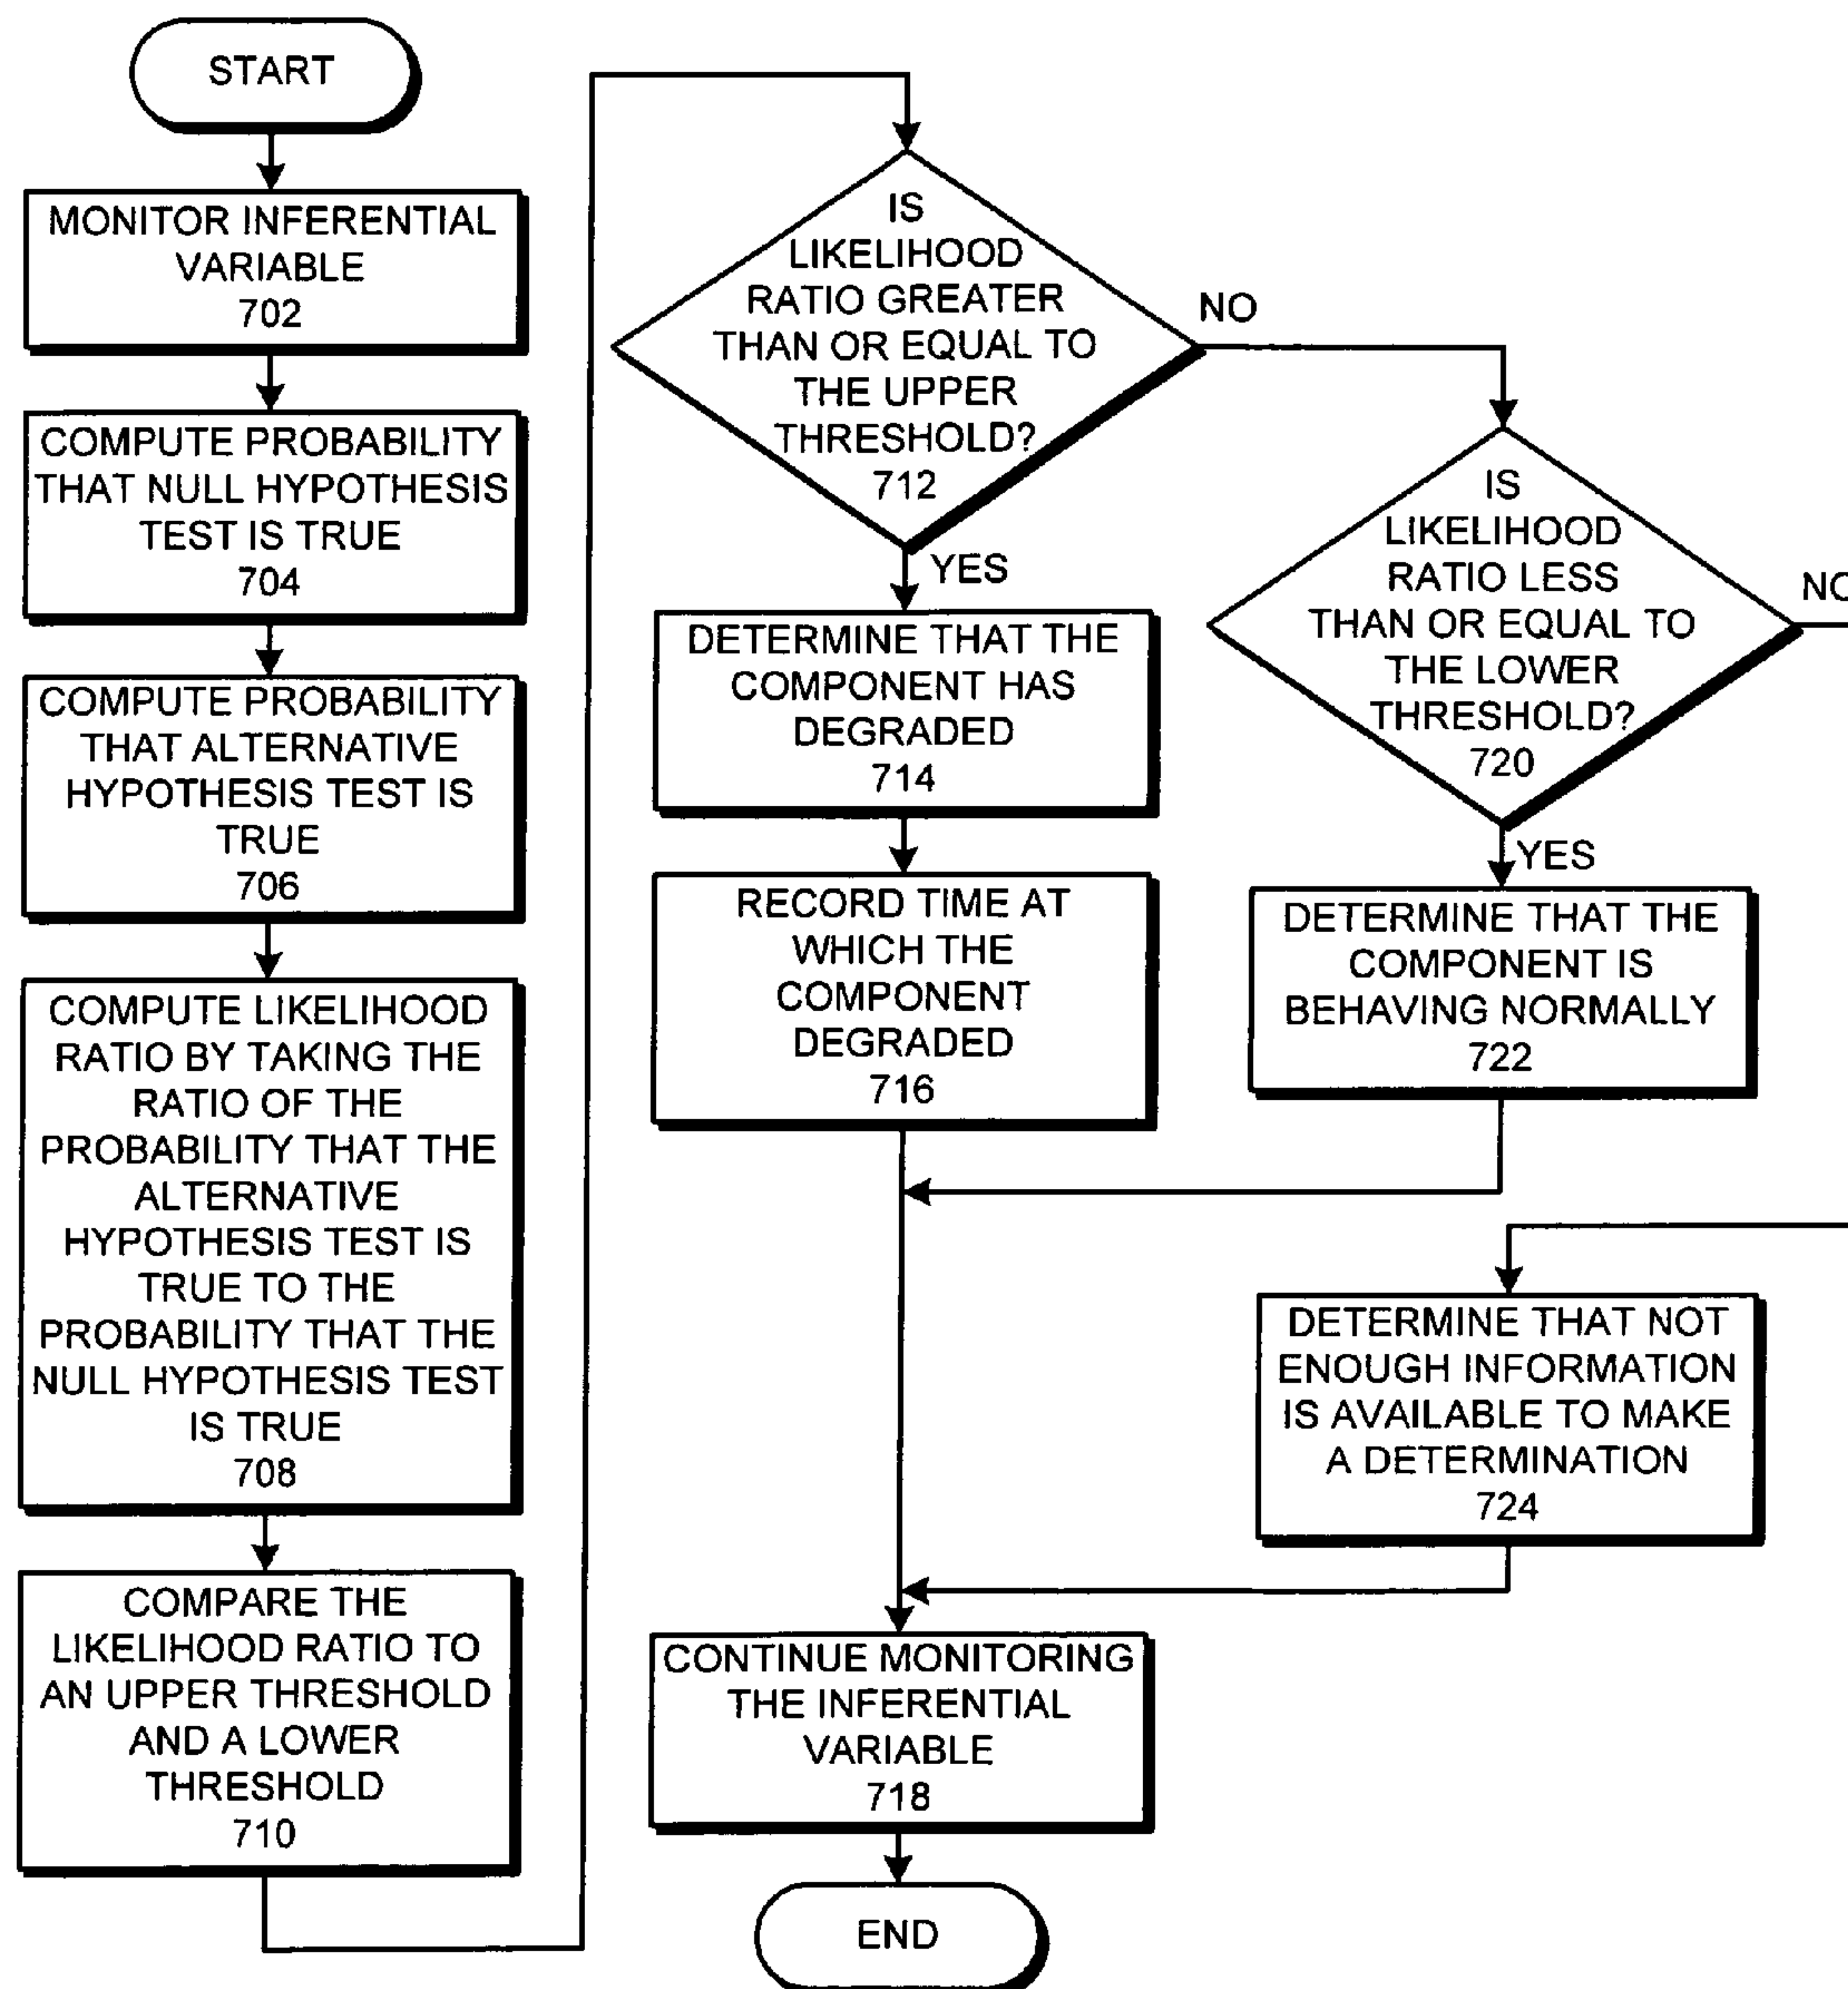 START
MONITOR INFERENTIAL
VARIABLE
702
COMPUTE PROBABILITY
THAT NULL HYPOTHESIS
TEST IS TRUE
704
COMPUTE PROBABILITY
THAT ALTERNATIVE
HYPOTHESIS TEST IS
TRUE
706
COMPUTE LIKELIHOOD
RATIO BY TAKING THE
RATIO OF THE
PROBABILITY THAT THE
ALTERNATIVE
HYPOTHESIS TEST IS
TRUE TO THE
PROBABILITY THAT THE
NULL HYPOTHESIS TEST
IS TRUE
708
COMPARE THE
LIKELIHOOD RATIO TO
AN UPPER THRESHOLD
AND A LOWER
THRESHOLD
710
IS
LIKELIHOOD
RATIO GREATER
THAN OR EQUAL TO
THE UPPER
THRESHOLD?
712
NO
YES
DETERMINE THAT THE
COMPONENT HAS
DEGRADED
714
RECORD TIME AT
WHICH THE
COMPONENT
DEGRADED
716
IS
LIKELIHOOD
RATIO LESS
THAN OR EQUAL TO
THE LOWER
THRESHOLD?
720
NO
YES
DETERMINE THAT THE
COMPONENT IS
BEHAVING NORMALLY
722
DETERMINE THAT NOT
ENOUGH INFORMATION
IS AVAILABLE TO MAKE
A DETERMINATION
724
CONTINUE MONITORING
THE INFERENTIAL
VARIABLE
718
END